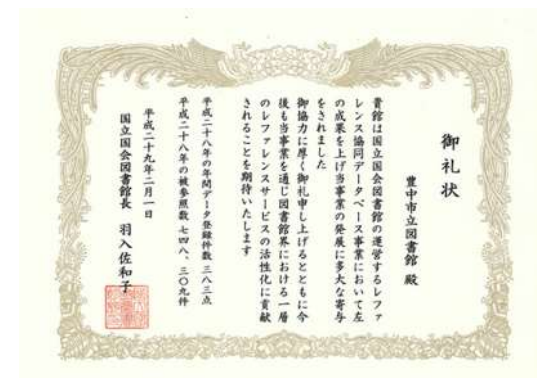 御礼状
豊中市立図書館 殿
貴館は国立国会図書館の運営するレファ
レンス協同データベース事業において左
の成果を上げ当事業の発展に多大な寄与
をされました
御協力に厚く御礼申し上げるとともに今
後も当事業を通じ図書館界における一層
のレファレンスサービスの活性化に貢献
されることを期待いたします
平成二十八年の年間データ登録件数 三八三点
平成二十八年の被参照数 七四八、三〇九件
平成二十九年二月一日
国立国会図書館長 羽入佐和子